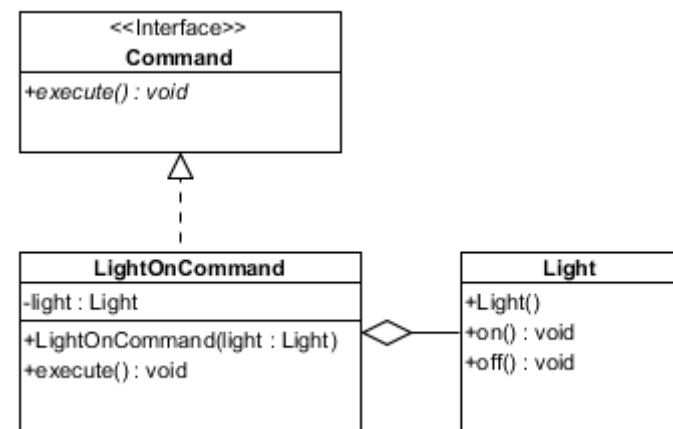 <<Interface>>
Command
+execute() : void
LightOnCommand
-light : Light
+LightOnCommand(light : Light)
+execute() : void
Light
+Light()
+on() : void
+off() : void